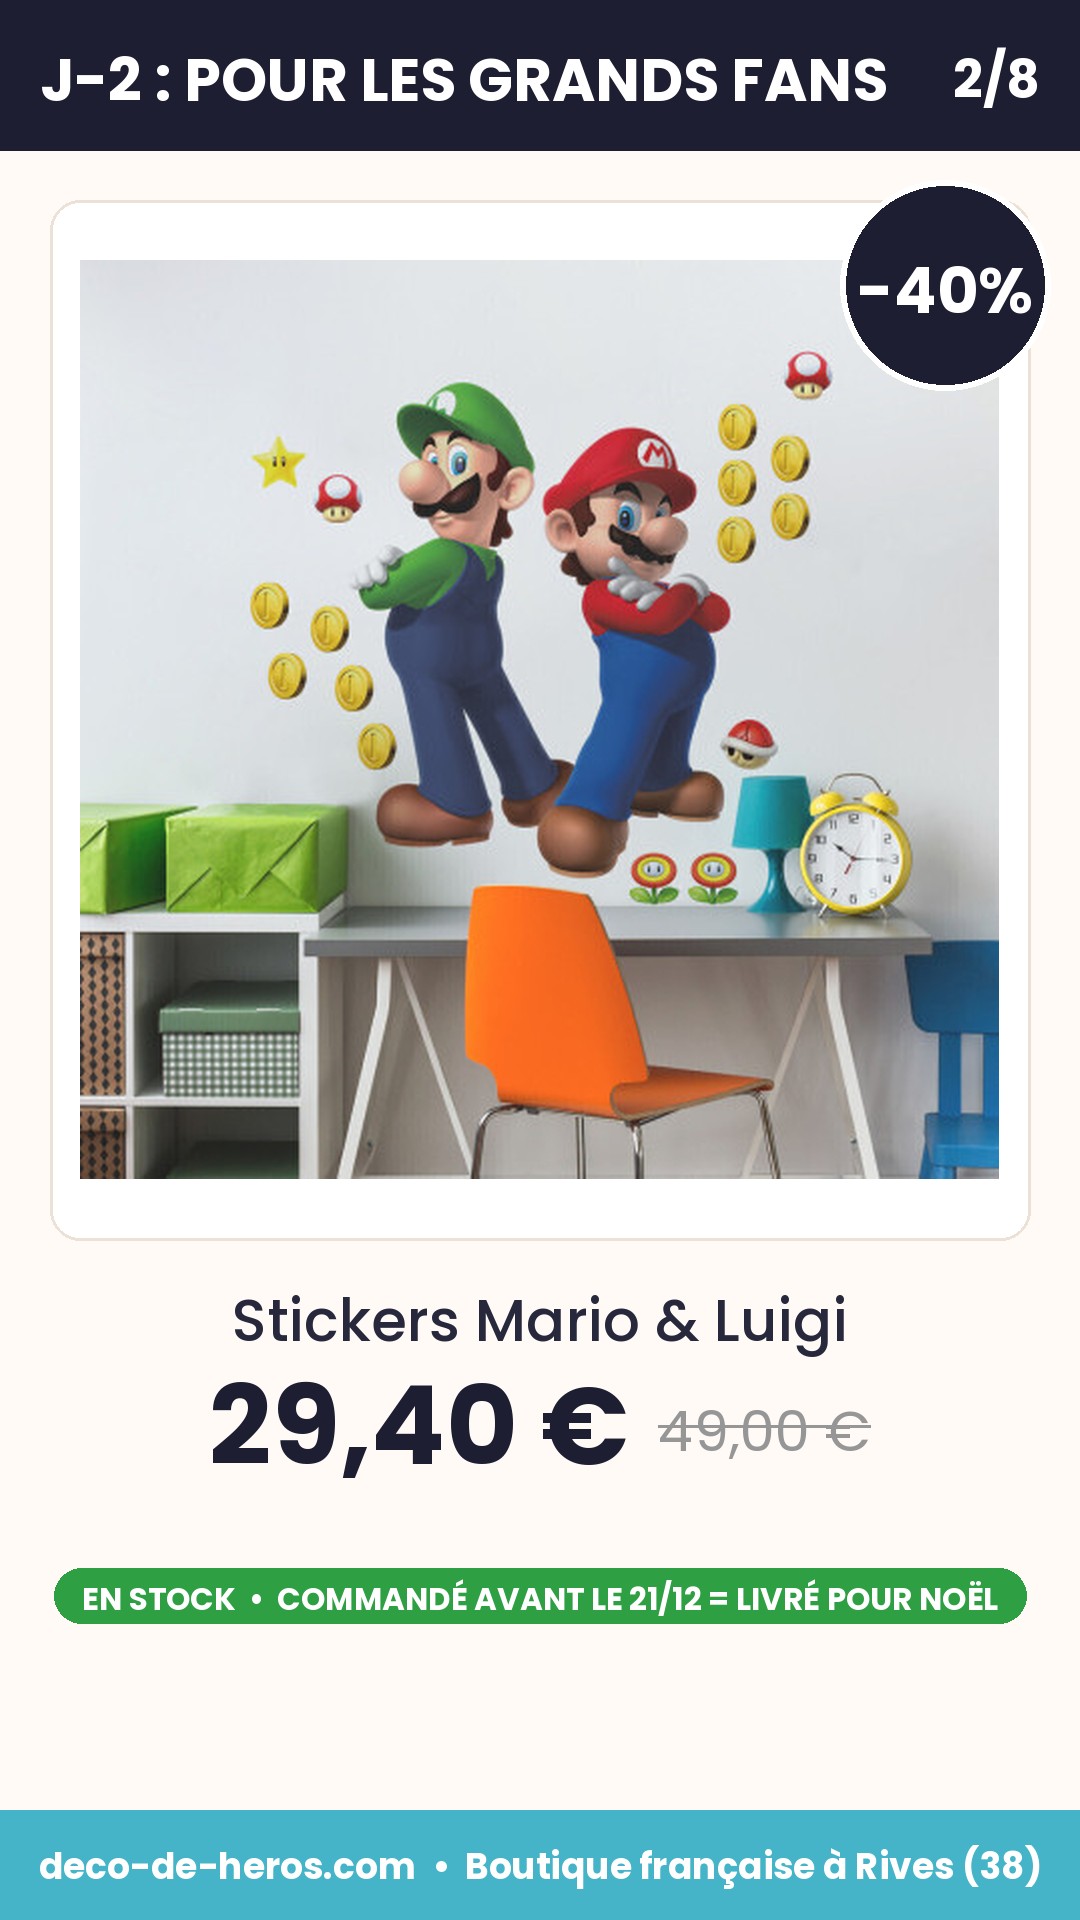 J-2 : POUR LES GRANDS FANS 2/8
-40%
Stickers Mario & Luigi
29,40 € 49,00 €
EN STOCK • COMMANDÉ AVANT LE 21/12 = LIVRÉ POUR NOËL
deco-de-heros.com • Boutique française à Rives (38)